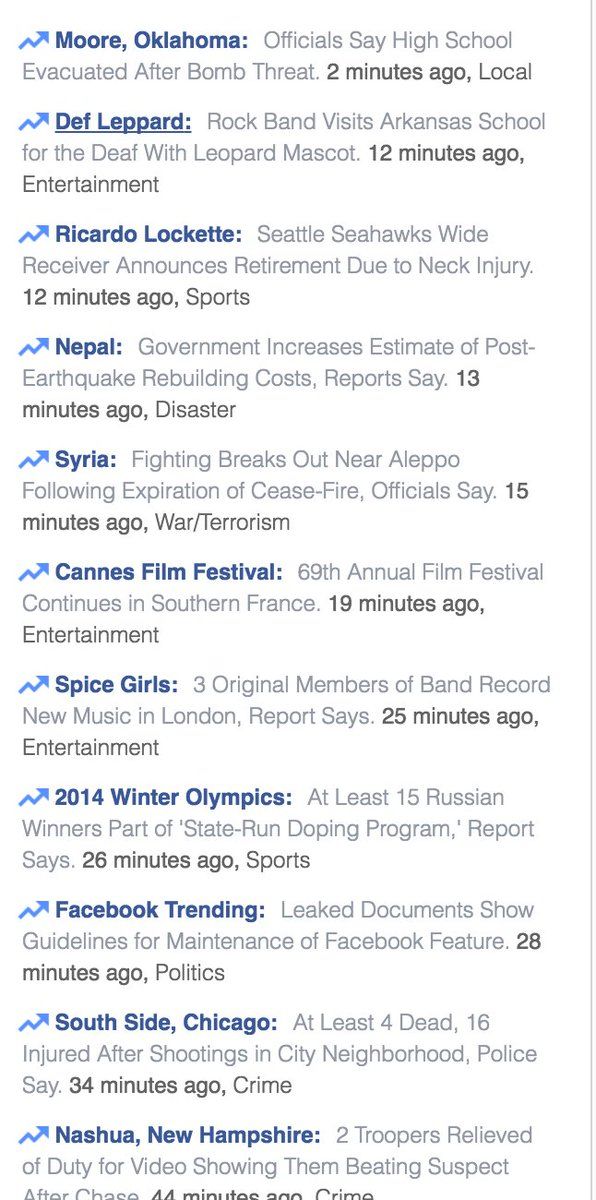 Moore, Oklahoma: Officials Say High School
Evacuated After Bomb Threat. 2 minutes ago, Local
Def Leppard: Rock Band Visits Arkansas School
for the Deaf With Leopard Mascot. 12 minutes ago,
Entertainment
Ricardo Lockette: Seattle Seahawks Wide
Receiver Announces Retirement Due to Neck Injury.
12 minutes ago, Sports
Nepal: Government Increases Estimate of Post-
Earthquake Rebuilding Costs, Reports Say. 13
minutes ago, Disaster
Syria: Fighting Breaks Out Near Aleppo
Following Expiration of Cease-Fire, Officials Say. 15
minutes ago, War/Terrorism
Cannes Film Festival: 69th Annual Film Festival
Continues in Southern France. 19 minutes ago,
Entertainment
Spice Girls: 3 Original Members of Band Record
New Music in London, Report Says. 25 minutes ago,
Entertainment
2014 Winter Olympics: At Least 15 Russian
Winners Part of 'State-Run Doping Program,' Report
Says. 26 minutes ago, Sports
Facebook Trending: Leaked Documents Show
Guidelines for Maintenance of Facebook Feature. 28
minutes ago, Politics
South Side, Chicago: At Least 4 Dead, 16
Injured After Shootings in City Neighborhood, Police
Say. 34 minutes ago, Crime
Nashua, New Hampshire: 2 Troopers Relieved
of Duty for Video Showing Them Beating Suspect
After Chase. 44 minutes ago, Crime